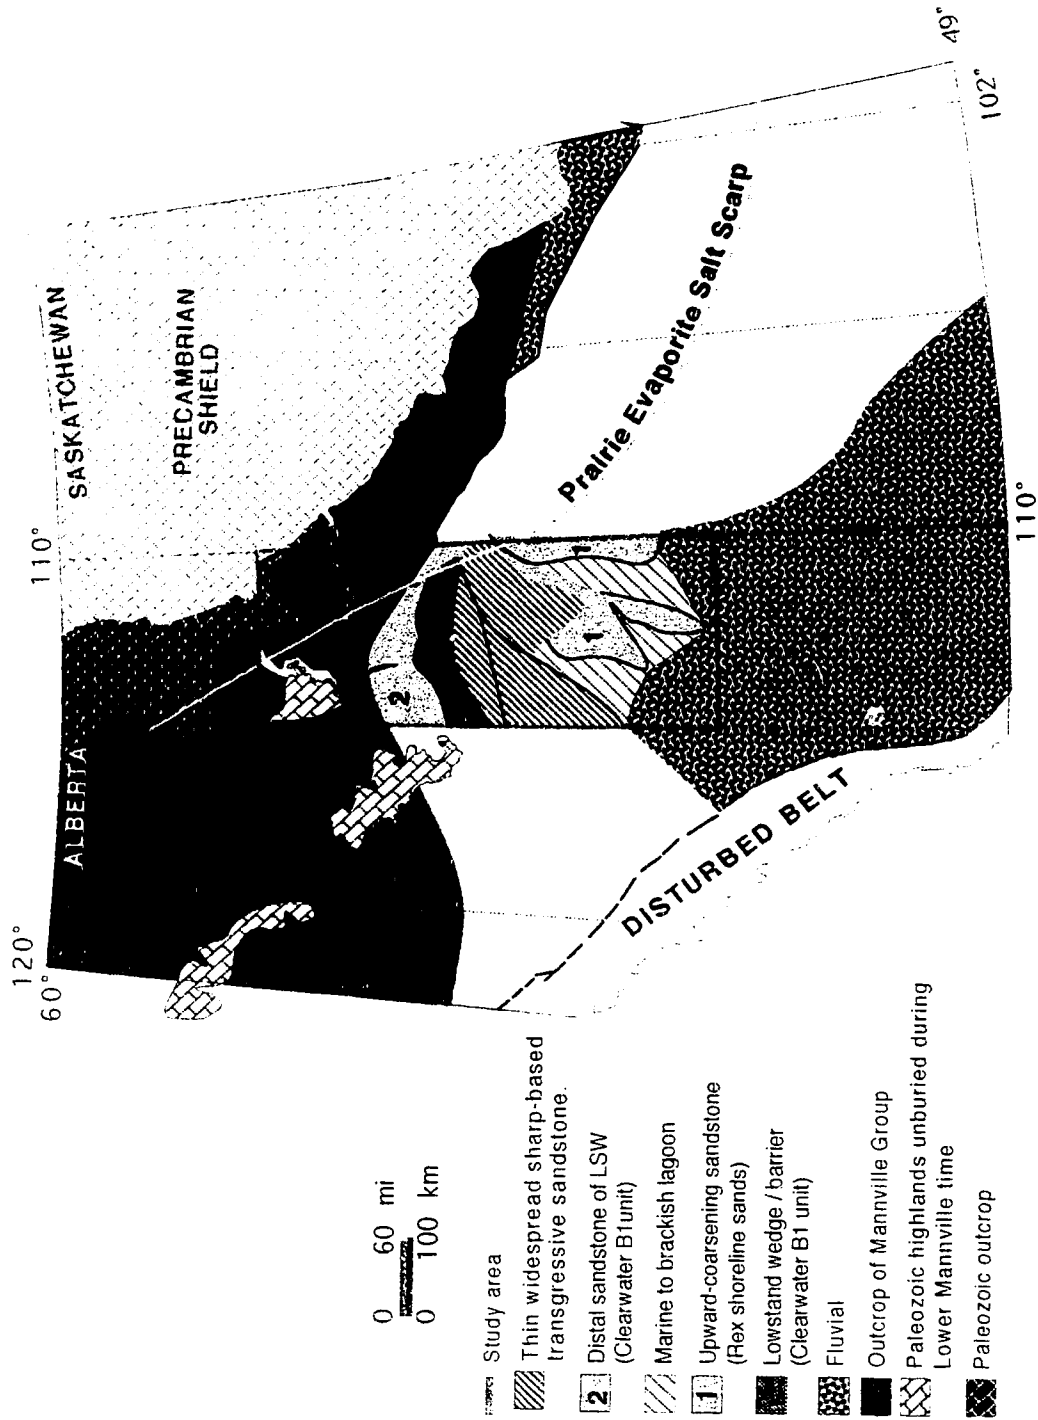 120°
60°
110°
ALBERTA
SASKATCHEWAN
PRECAMBRIAN
SHIELD
2
1
1
Prairie Evaporite Salt Scarp
DISTURBED BELT
110°
102°
49°
0 60 mi
0 100 km
Study area
Thin widespread sharp-based
transgressive sandstone.
2 Distal sandstone of LSW
(Clearwater B1unit)
Marine to brackish lagoon
1 Upward-coarsening sandstone
(Rex shoreline sands)
Lowstand wedge / barrier
(Clearwater B1 unit)
Fluvial
Outcrop of Mannville Group
Paleozoic highlands unburied during
Lower Mannville time
Paleozoic outcrop